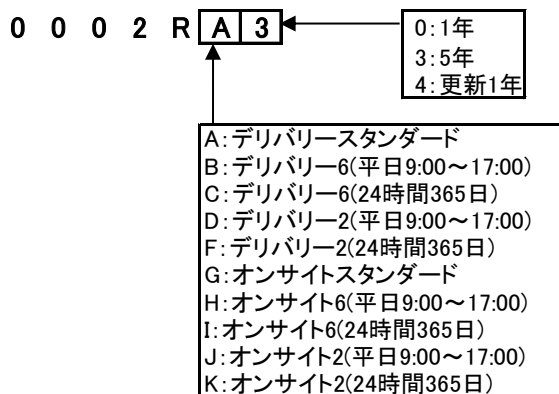 0 0 0 2 R A 3
0:1年
3:5年
4:更新1年
A:デリバリースタンダード
B:デリバリー6(平日9:00～17:00)
C:デリバリー6(24時間365日)
D:デリバリー2(平日9:00～17:00)
F:デリバリー2(24時間365日)
G:オンサイトスタンダード
H:オンサイト6(平日9:00～17:00)
I:オンサイト6(24時間365日)
J:オンサイト2(平日9:00～17:00)
K:オンサイト2(24時間365日)